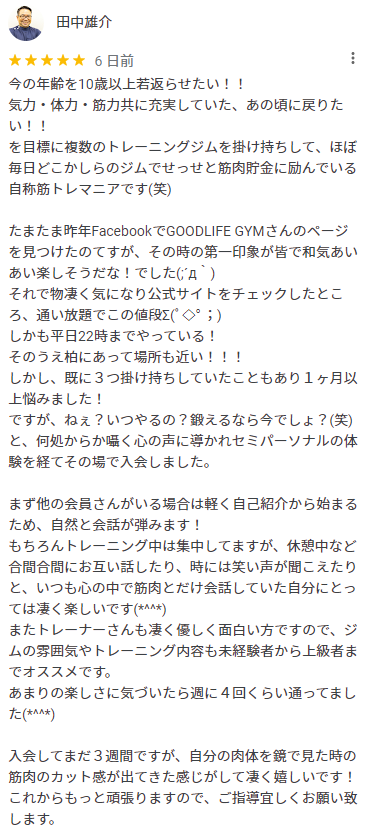 田中雄介
★★★★★ 6 日前
今の年齢を10歳以上若返らせたい！！
気力・体力・筋力共に充実していた、あの頃に戻りた
い！！
を目標に複数のトレーニングジムを掛け持ちして、ほぼ
毎日どこかしらのジムでせっせと筋肉貯金に励んでいる
自称筋トレマニアです(笑)
たまたま昨年FacebookでGOODLIFE GYMさんのページ
を見つけたのてすが、その時の第一印象が皆で和気あい
あい楽しそうだな！でした(;´д｀)
それで物凄く気になり公式サイトをチェックしたとこ
ろ、通い放題でこの値段Σ(ﾟ◇ﾟ；)
しかも平日22時までやっている！
そのうえ柏にあって場所も近い！！！
しかし、既に３つ掛け持ちしていたこともあり１ヶ月以
上悩みました！
ですが、ねぇ？いつやるの？鍛えるなら今でしょ？(笑)
と、何処からか囁く心の声に導かれセミパーソナルの体
験を経てその場で入会しました。
まず他の会員さんがいる場合は軽く自己紹介から始まる
ため、自然と会話が弾みます！
もちろんトレーニング中は集中してますが、休憩中など
合間合間にお互い話したり、時には笑い声が聞こえたり
と、いつも心の中で筋肉とだけ会話していた自分にとっ
ては凄く楽しいです(*^^*)
またトレーナーさんも凄く優しく面白い方ですので、ジ
ムの雰囲気やトレーニング内容も未経験者から上級者ま
でオススメです。
あまりの楽しさに気づいたら週に４回くらい通ってまし
た(*^^*)
入会してまだ３週間ですが、自分の肉体を鏡で見た時の
筋肉のカット感が出てきた感じがして凄く嬉しいです！
これからもっと頑張りますので、ご指導宜しくお願い致
します。